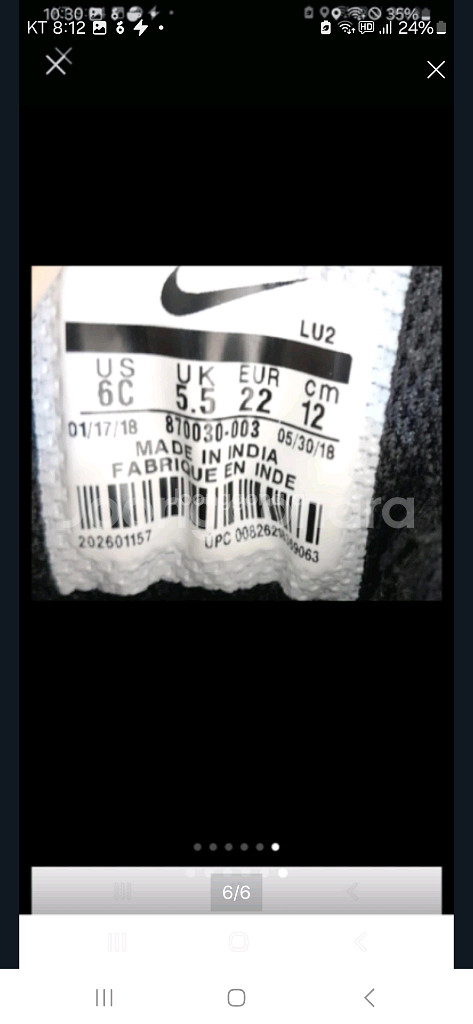 10:30 35%
KT 8:12 HD 24%
LU2
US UK EUR cm
6C 5.5 22 12
01/17/18 870030-003 05/30/18
MADE IN INDIA
FABRIQUE EN INDE
202601157
6/6